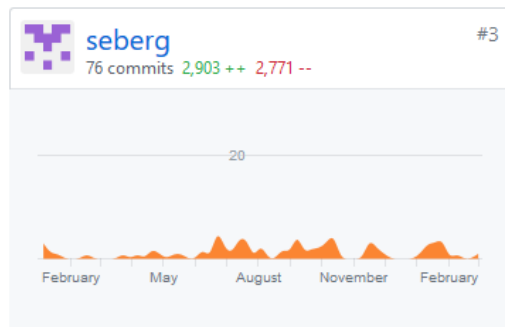 seberg
#3
76 commits 2,903 ++ 2,771 --
20
February May August November February